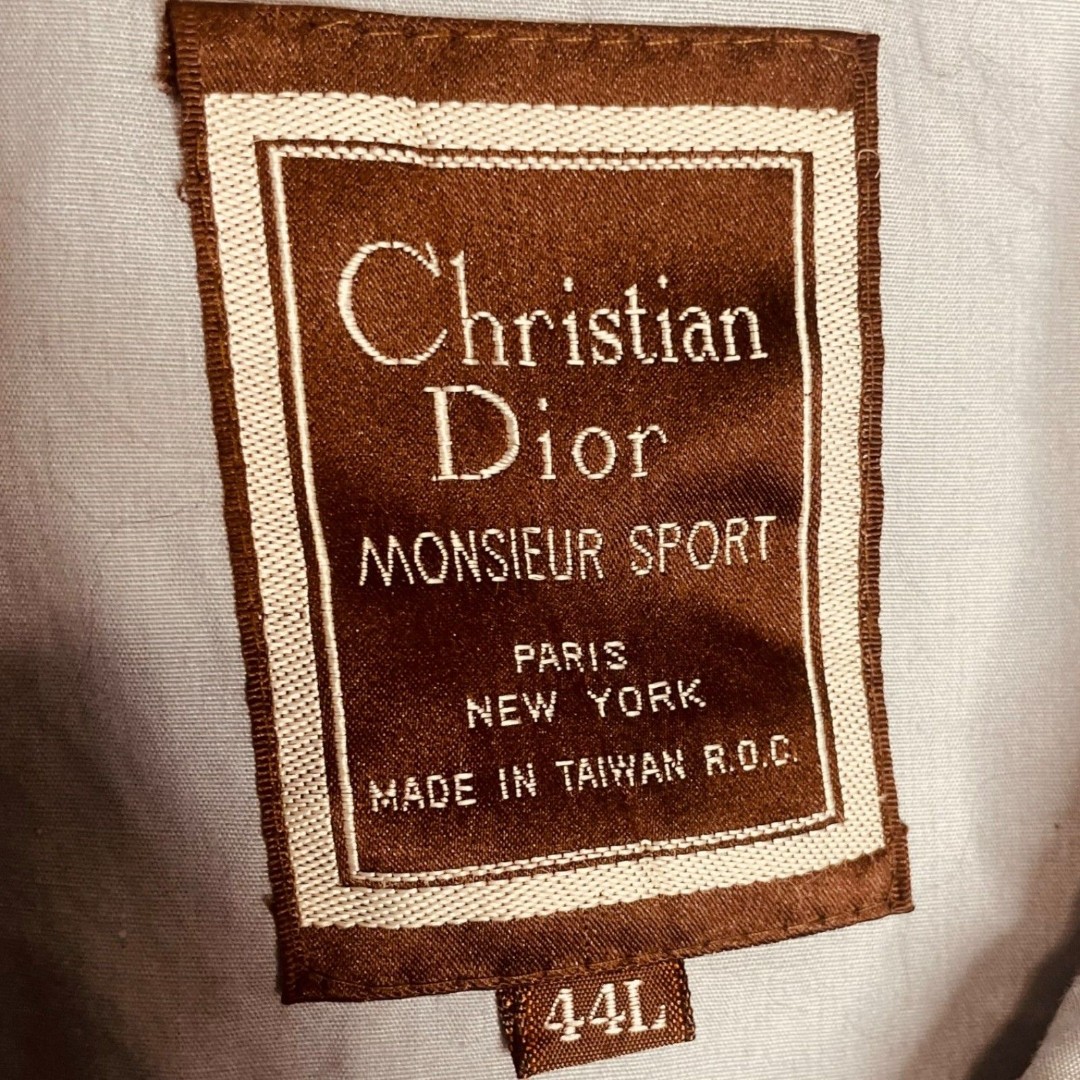 Christian
Dior
MONSIEUR SPORT
PARIS
NEW YORK
MADE IN TAIWAN R.O.C.
44L